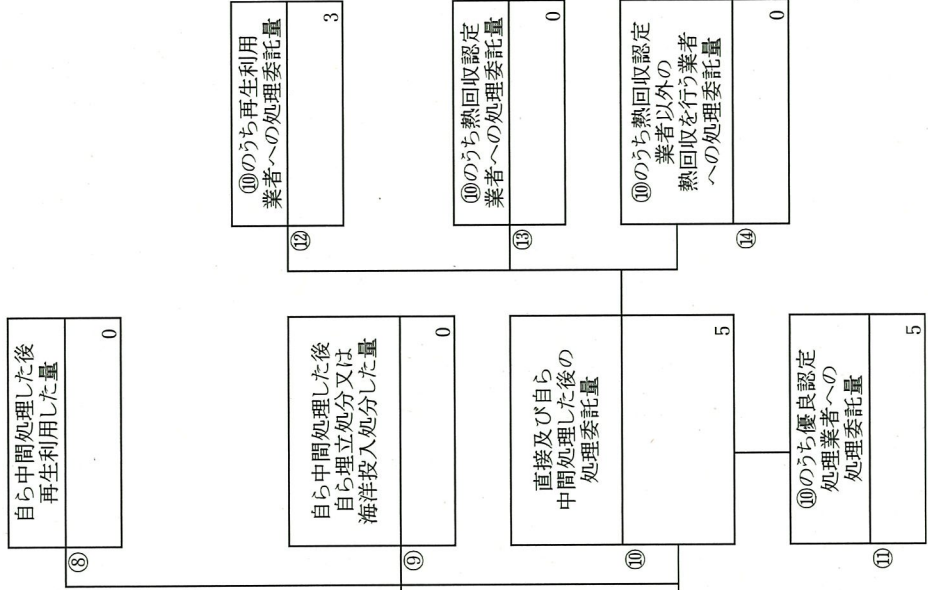 ⑧
自ら中間処理した後
再生利用した量
0
⑨
自ら中間処理した後
自ら埋立処分又は
海洋投入処分した量
0
⑩
直接及び自ら
中間処理した後の
処理委託量
5
⑪
⑩のうち優良認定
処理業者への
処理委託量
5
⑫
⑩のうち再生利用
業者への処理委託量
3
⑬
⑩のうち熱回収認定
業者への処理委託量
0
⑭
⑩のうち熱回収認定
業者以外の
熱回収を行う業者
への処理委託量
0